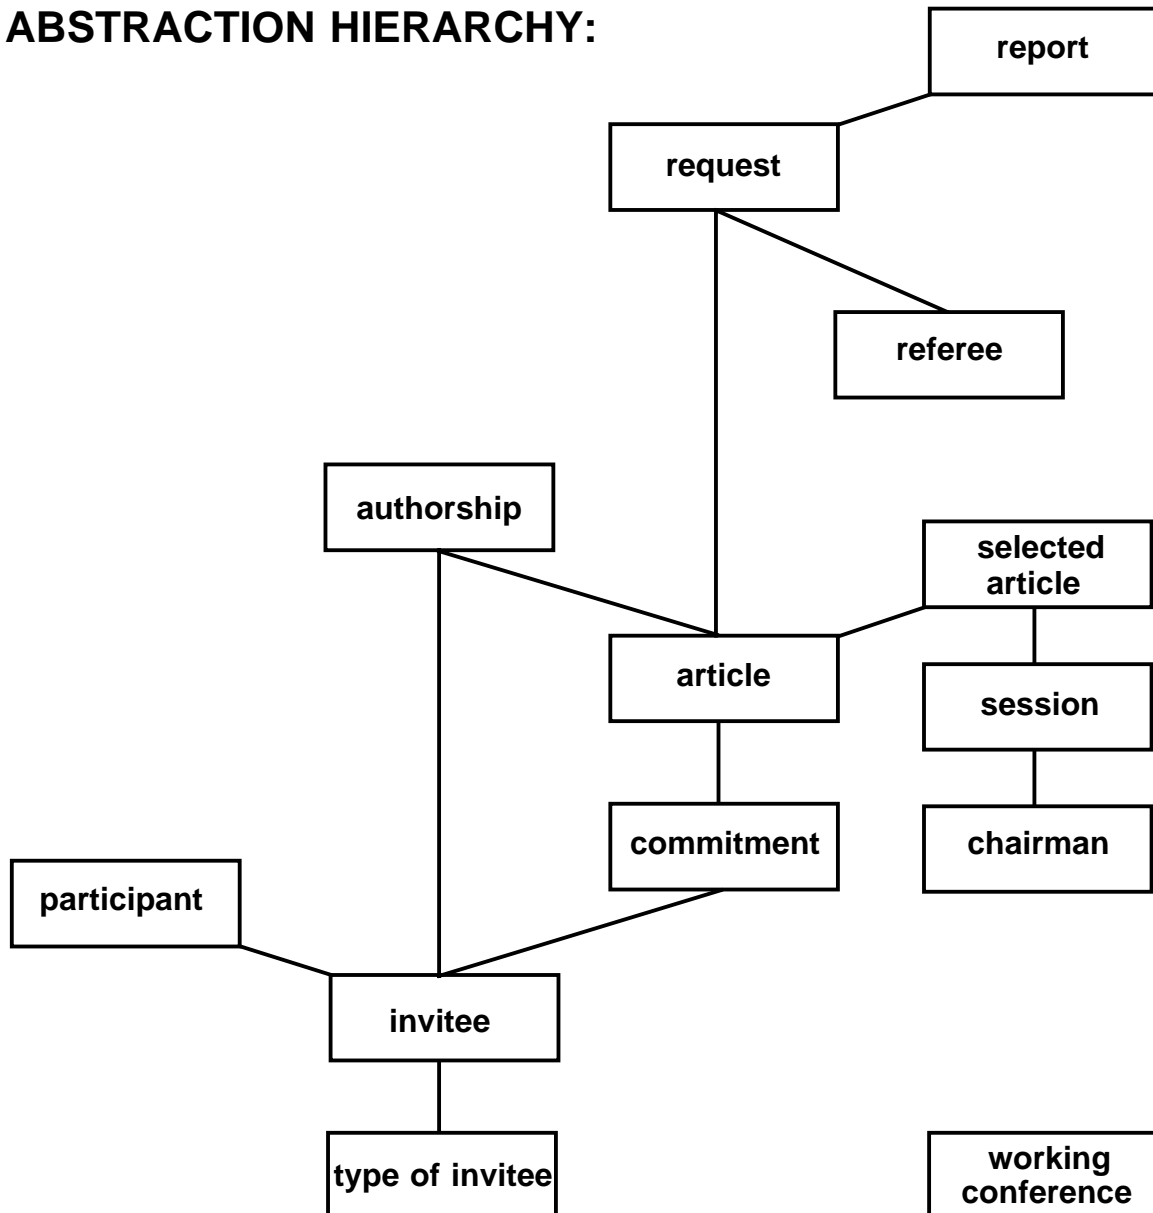 ABSTRACTION HIERARCHY:
report
request
referee
authorship
selected
article
article
session
commitment
chairman
participant
invitee
type of invitee
working
conference